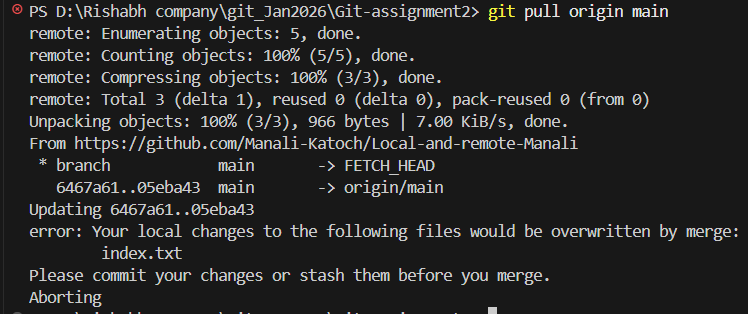 PS D:\Rishabh company\git_Jan2026\Git-assignment2> git pull origin main
remote: Enumerating objects: 5, done.
remote: Counting objects: 100% (5/5), done.
remote: Compressing objects: 100% (3/3), done.
remote: Total 3 (delta 1), reused 0 (delta 0), pack-reused 0 (from 0)
Unpacking objects: 100% (3/3), 966 bytes | 7.00 KiB/s, done.
From https://github.com/Manali-Katoch/Local-and-remote-Manali
 * branch            main       -> FETCH_HEAD
   6467a61..05eba43  main       -> origin/main
Updating 6467a61..05eba43
error: Your local changes to the following files would be overwritten by merge:
        index.txt
Please commit your changes or stash them before you merge.
Aborting